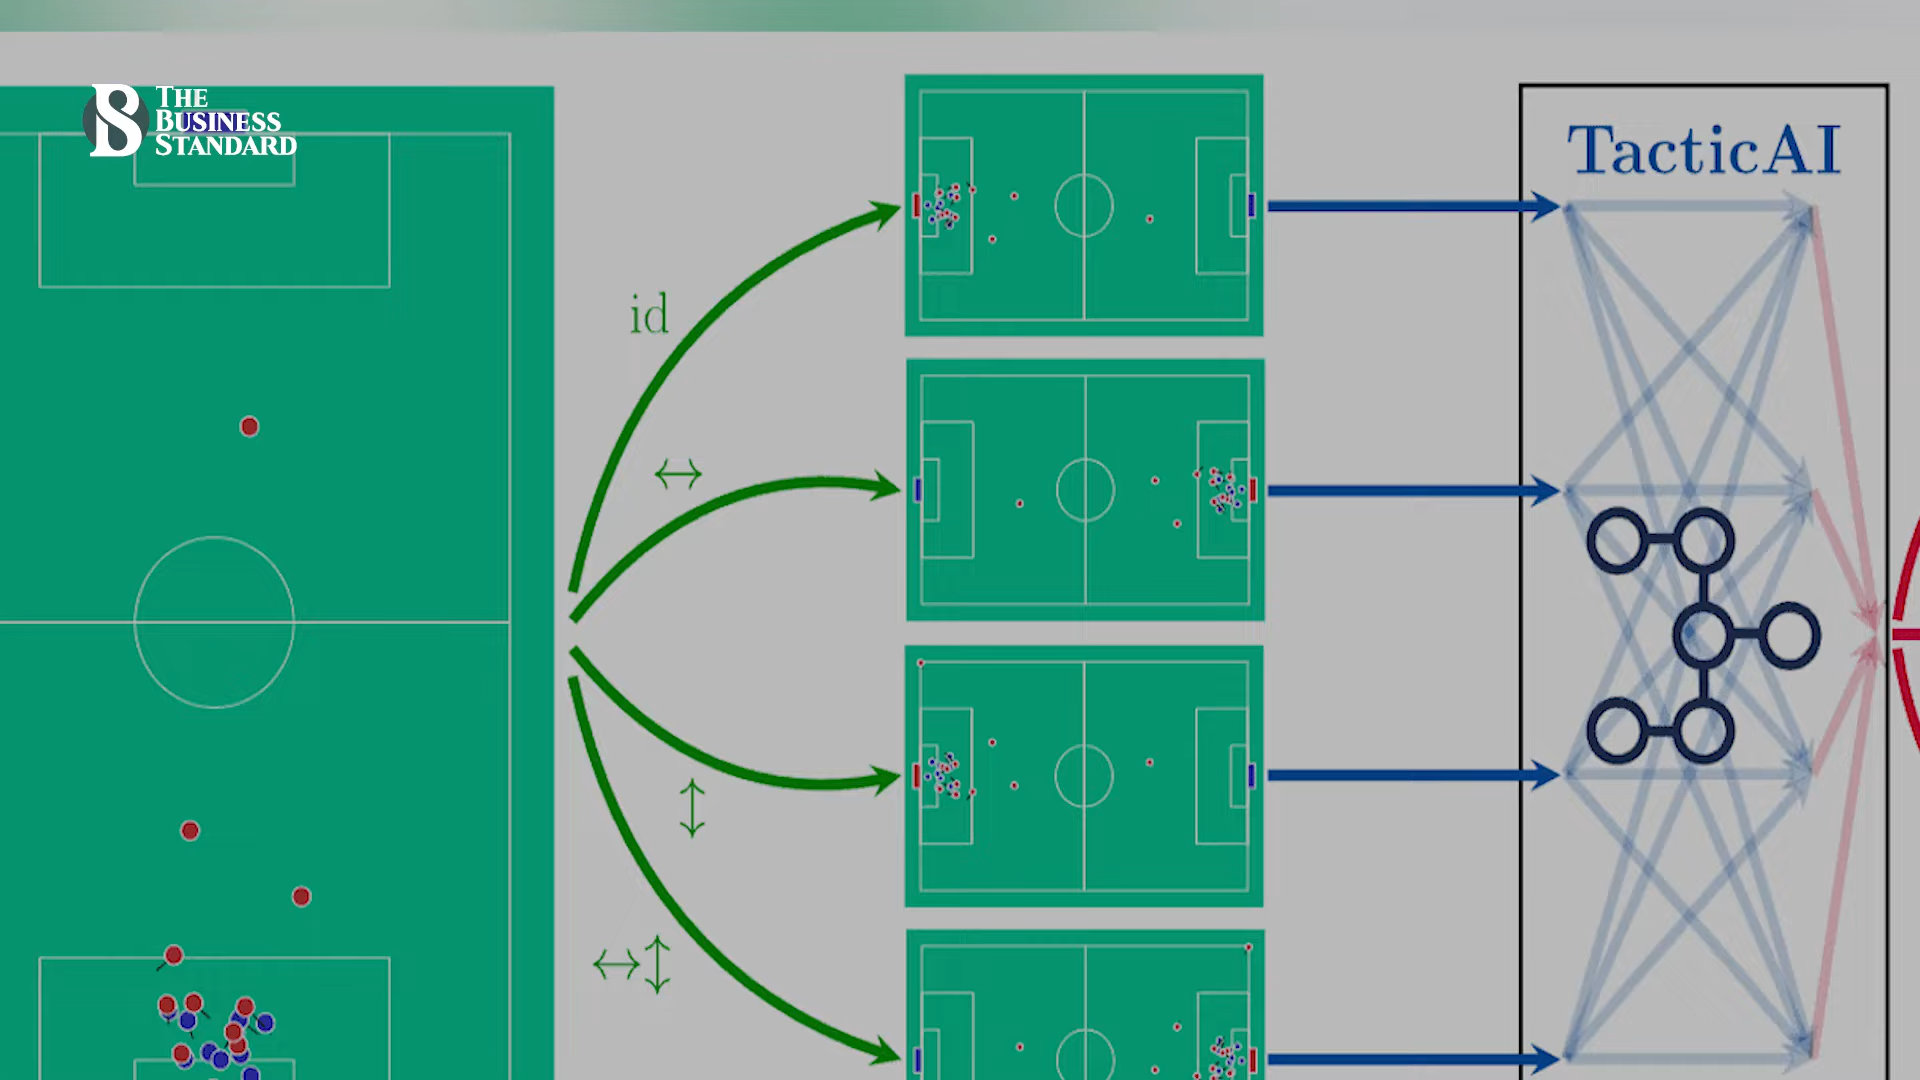 THE
BUSINESS
STANDARD
TacticAI
id
↔
↕
↔↕